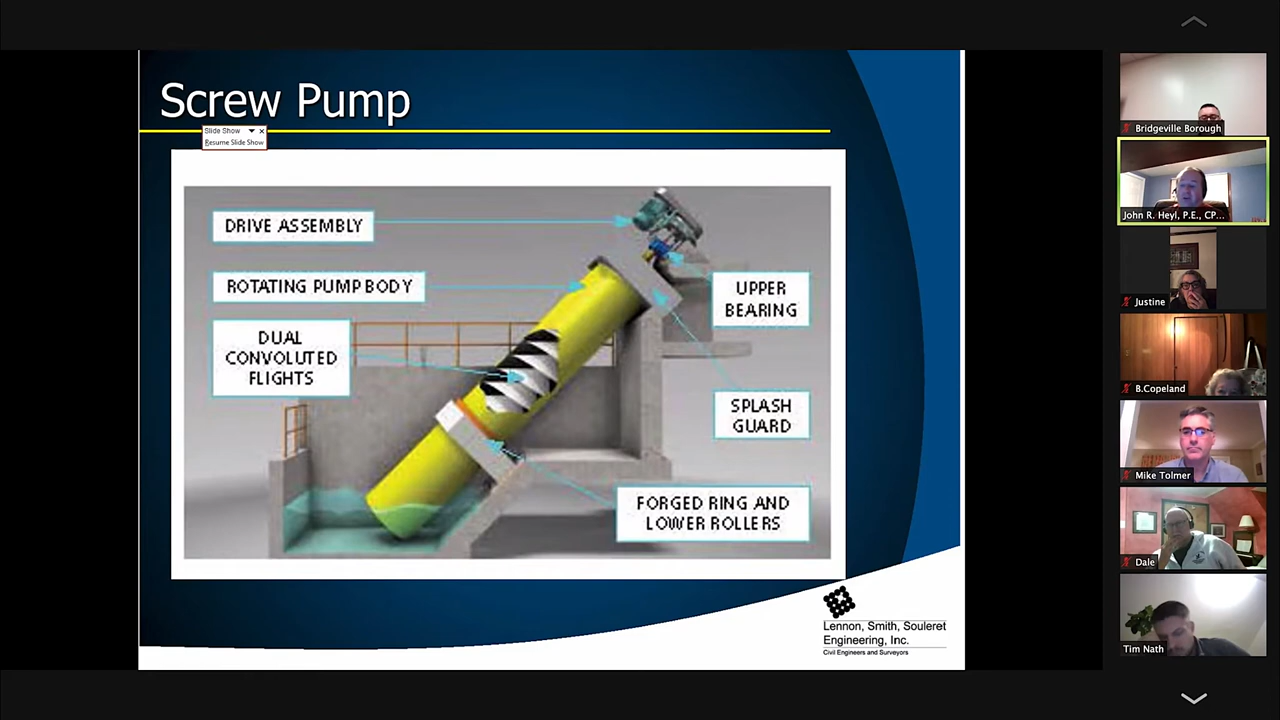 Screw Pump
Slide Show
Resume Slide Show
DRIVE ASSEMBLY
ROTATING PUMP BODY
DUAL
CONVOLUTED
FLIGHTS
UPPER
BEARING
SPLASH
GUARD
FORGED RING AND
LOWER ROLLERS
Lennon, Smith, Souleret
Engineering, Inc.
Civil Engineers and Surveyors
Bridgeville Borough
John R. Heyl, P.E., CP...
Justine
B.Copeland
Mike Tolmer
Dale
Tim Nath